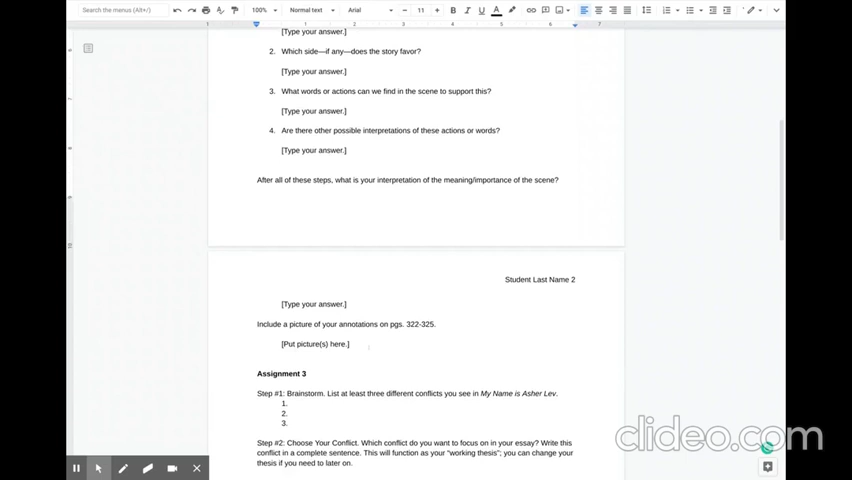 Search the menus (Alt+/)
100%
Normal text
Arial
11
1
1
2
3
4
5
6
7
[Type your answer.]
2. Which side—if any—does the story favor?
[Type your answer.]
3. What words or actions can we find in the scene to support this?
[Type your answer.]
4. Are there other possible interpretations of these actions or words?
[Type your answer.]
After all of these steps, what is your interpretation of the meaning/importance of the scene?
Student Last Name 2
[Type your answer.]
Include a picture of your annotations on pgs. 322-325.
[Put picture(s) here.]
Assignment 3
Step #1: Brainstorm. List at least three different conflicts you see in My Name is Asher Lev.
1.
2.
3.
Step #2: Choose Your Conflict. Which conflict do you want to focus on in your essay? Write this
conflict in a complete sentence. This will function as your "working thesis"; you can change your
thesis if you need to later on.
clideo.com